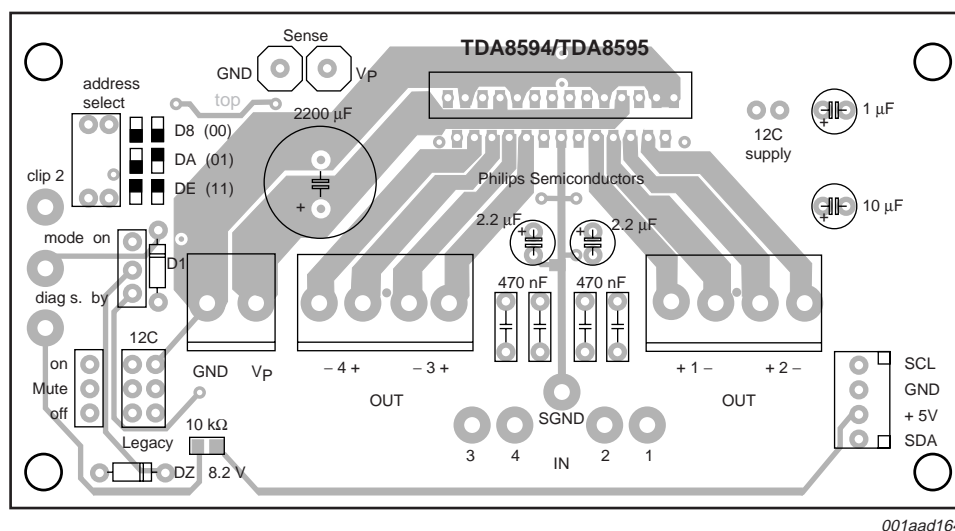 Sense
TDA8594/TDA8595
GND
VP
address
select
top
2200 μF
D8 (00)
DA (01)
DE (11)
12C
supply
1 μF
clip 2
+
+
Philips Semiconductors
10 μF
+
2.2 μF
2.2 μF
+
+
mode on
D1
diag s. by
470 nF
470 nF
12C
on
Mute
off
GND
VP
− 4 +
− 3 +
+ 1 −
+ 2 −
OUT
OUT
SGND
SCL
GND
+ 5V
SDA
Legacy
10 kΩ
DZ
8.2 V
3
4
IN
2
1
001aad164